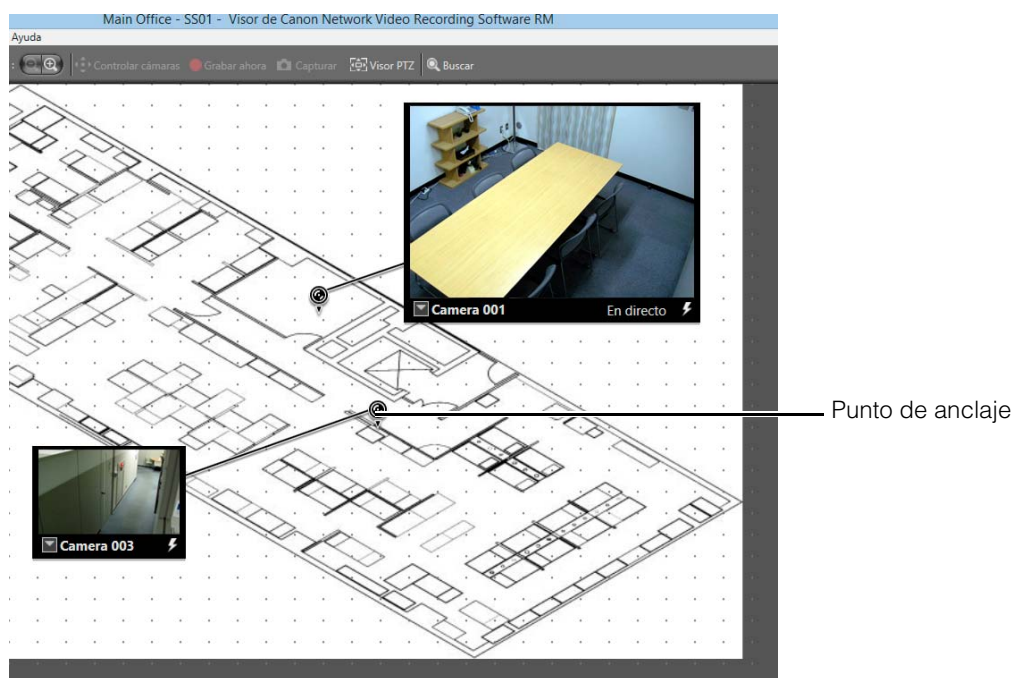 Main Office - SS01 - Visor de Canon Network Video Recording Software RM
Ayuda
Controlar cámaras Grabar ahora Capturar Visor PTZ Buscar
Camera 001 En directo
Punto de anclaje
Camera 003